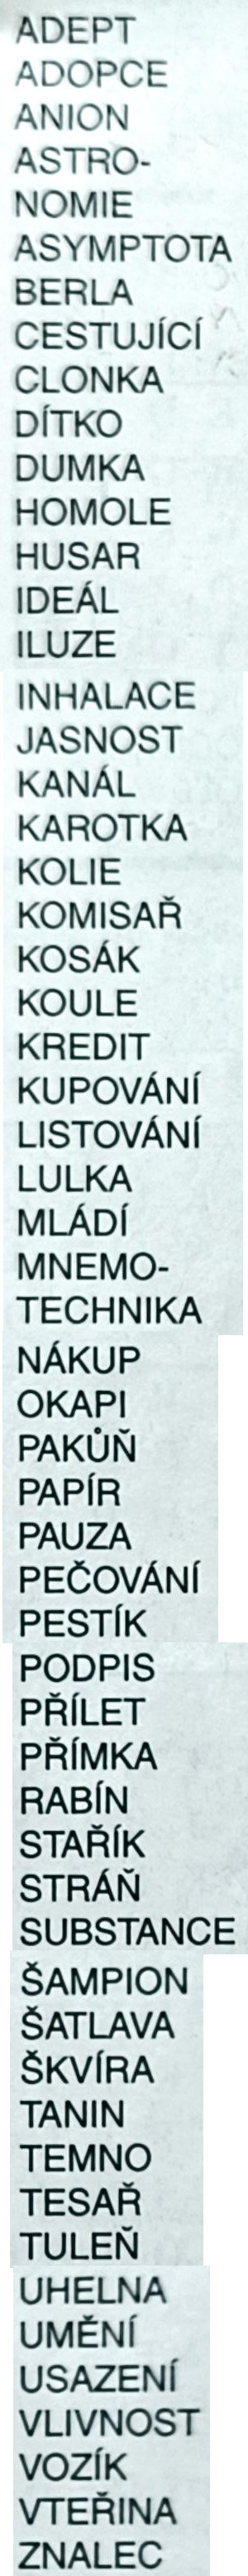 ADEPT
ADOPCE
ANION
ASTRO-
NOMIE
ASYMPTOTA
BERLA
CESTUJÍCÍ
CLONKA
DÍTKO
DUMKA
HOMOLE
HUSAR
IDEÁL
ILUZE
INHALACE
JASNOST
KANÁL
KAROTKA
KOLIE
KOMISAŘ
KOSÁK
KOULE
KREDIT
KUPOVÁNÍ
LISTOVÁNÍ
LULKA
MLÁDÍ
MNEMO-
TECHNIKA
NÁKUP
OKAPI
PAKŮŇ
PAPÍR
PAUZA
PEČOVÁNÍ
PESTÍK
PODPIS
PŘÍLET
PŘÍMKA
RABÍN
STAŘÍK
STRÁŇ
SUBSTANCE
ŠAMPION
ŠATLAVA
ŠKVÍRA
TANIN
TEMNO
TESAŘ
TULEŇ
UHELNA
UMĚNÍ
USAZENÍ
VLIVNOST
VOZÍK
VTEŘINA
ZNALEC